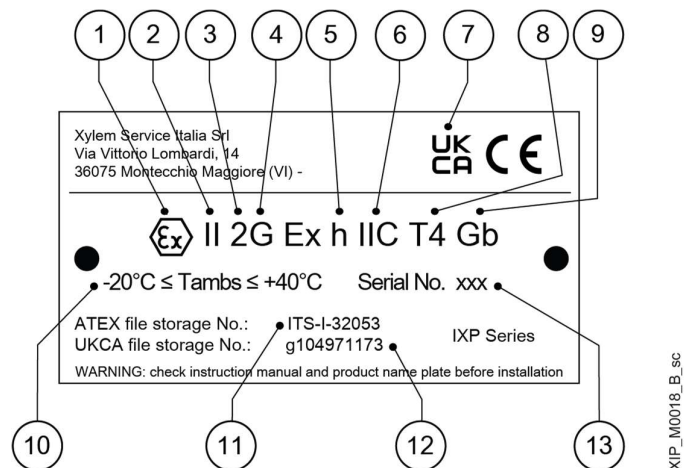 1 2 3 4 5 6 7 8 9
Xylem Service Italia Srl
Via Vittorio Lombardi, 14
36075 Montecchio Maggiore (VI) -
UK
CA CE
Ex II 2G Ex h IIC T4 Gb
-20°C ≤ Tambs ≤ +40°C Serial No. xxx
ATEX file storage No.: ITS-I-32053
UKCA file storage No.: g104971173
IXP Series
WARNING: check instruction manual and product name plate before installation
10 11 12 13
XIP_M0018_B_sc